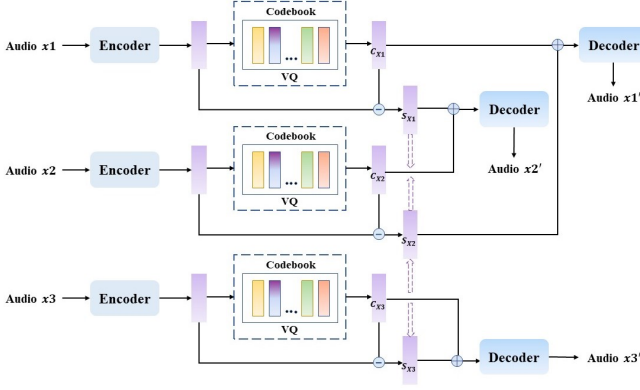 Audio x1
Encoder
Codebook
...
VQ
C_X1
Decoder
Audio x1'
S_X1
Decoder
Audio x2'
Audio x2
Encoder
Codebook
...
VQ
C_X2
S_X2
Audio x3
Encoder
Codebook
...
VQ
C_X3
S_X3
Decoder
Audio x3'